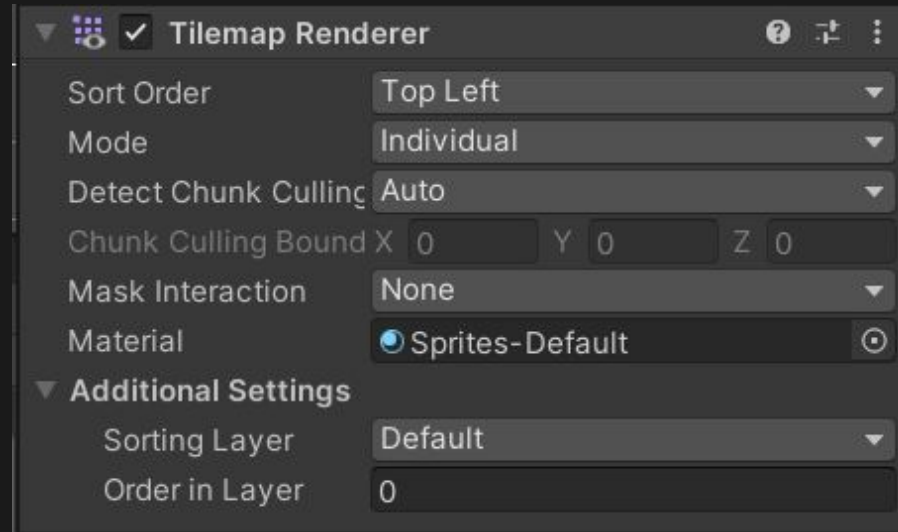 Tilemap Renderer
Sort Order Top Left
Mode Individual
Detect Chunk Culling Auto
Chunk Culling Bound X 0 Y 0 Z 0
Mask Interaction None
Material Sprites-Default
Additional Settings
Sorting Layer Default
Order in Layer 0